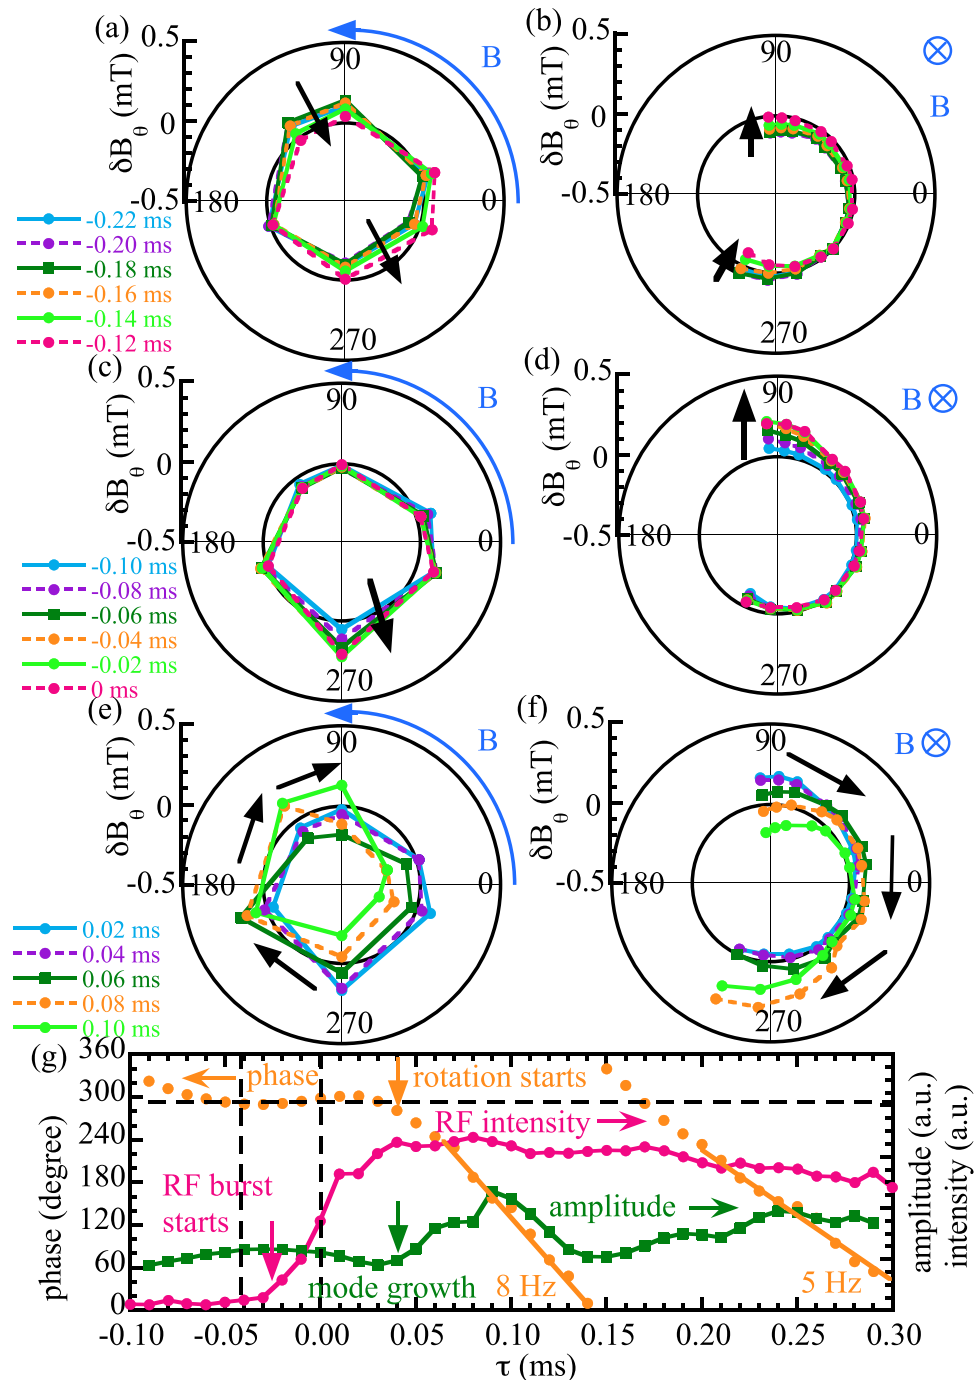 (a)
0.5
0
-0.5
δB_θ (mT)
90
180
0
270
B
-0.22 ms
-0.20 ms
-0.18 ms
-0.16 ms
-0.14 ms
-0.12 ms
(b)
0.5
0
-0.5
δB_θ (mT)
90
180
0
270
⊗
B
(c)
0.5
0
-0.5
δB_θ (mT)
90
180
0
270
B
-0.10 ms
-0.08 ms
-0.06 ms
-0.04 ms
-0.02 ms
0 ms
(d)
0.5
0
-0.5
δB_θ (mT)
90
180
0
270
B ⊗
(e)
0.5
0
-0.5
δB_θ (mT)
90
180
0
270
B
0.02 ms
0.04 ms
0.06 ms
0.08 ms
0.10 ms
(f)
0.5
0
-0.5
δB_θ (mT)
90
180
0
270
B ⊗
(g)
360
300
240
180
120
60
0
phase (degree)
phase
rotation starts
RF intensity
RF burst
starts
amplitude
mode growth
8 Hz
5 Hz
amplitude (a.u.)
intensity (a.u.)
-0.10
-0.05
0.00
0.05
0.10
0.15
0.20
0.25
0.30
τ (ms)